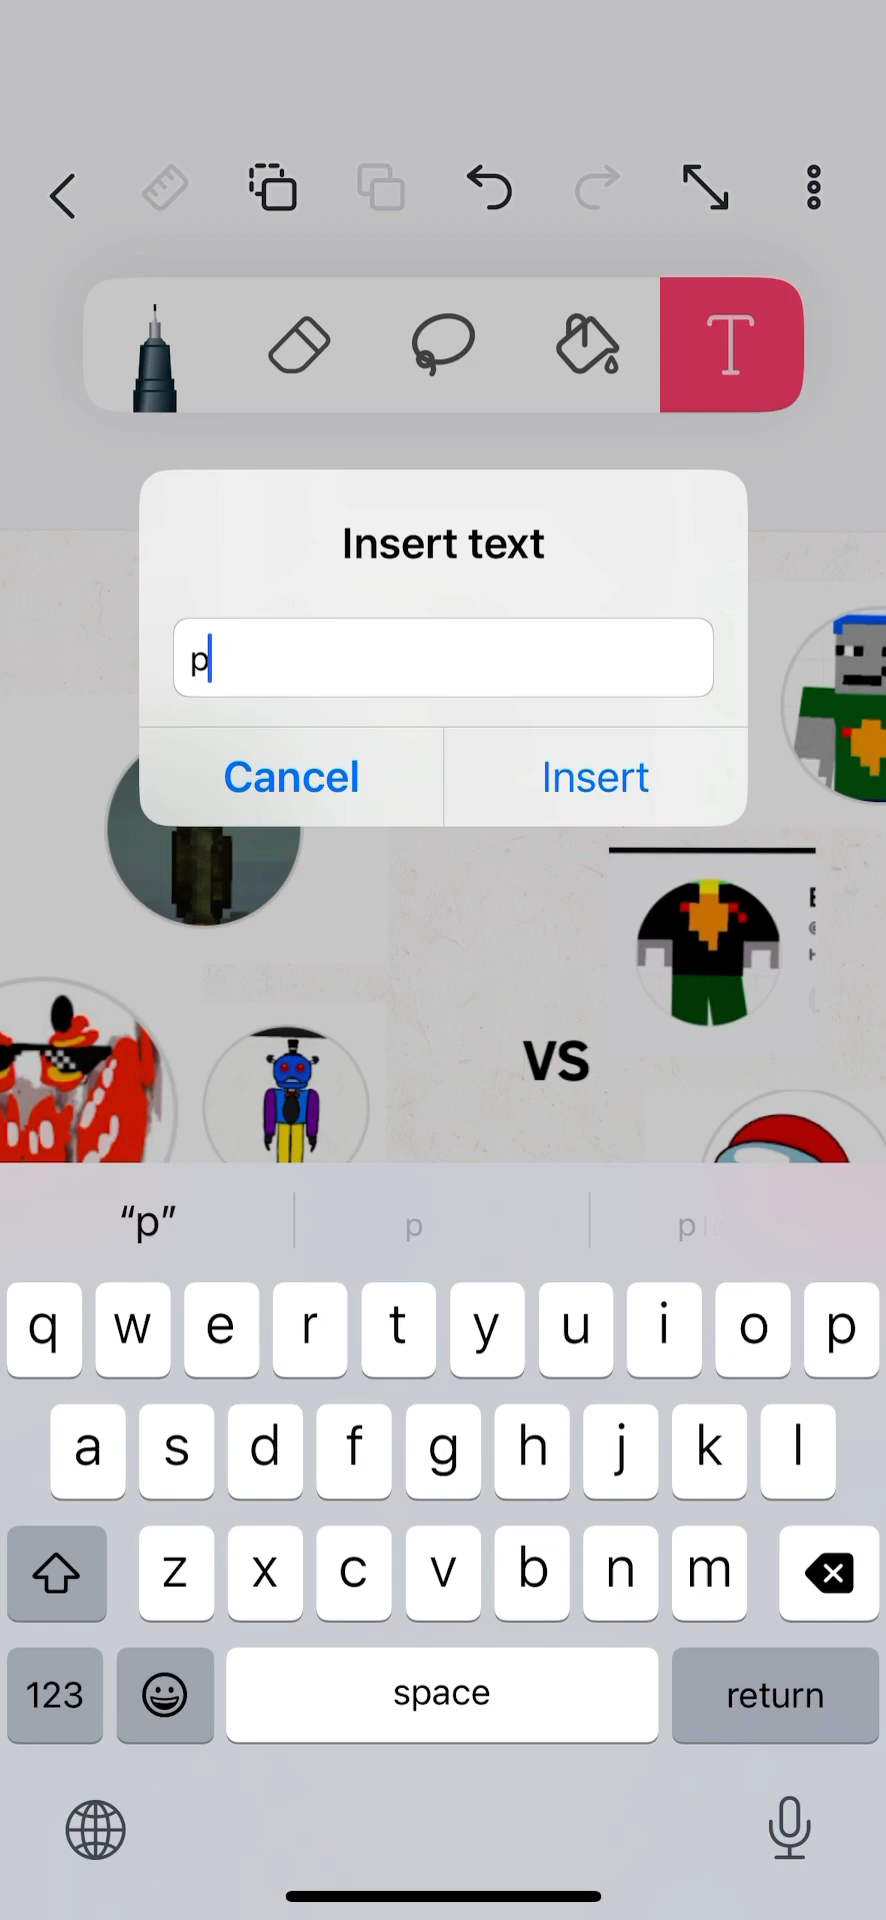 T
Insert text
p
Cancel
Insert
VS
“p”
p
q w e r t y u i o p
a s d f g h j k l
z x c v b n m
123
space
return